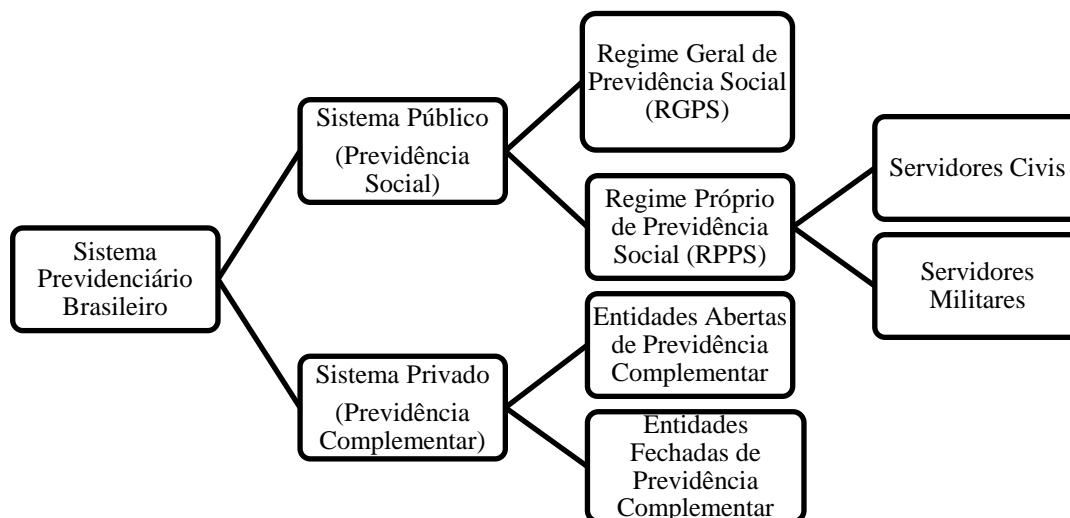 Sistema
Previdenciário
Brasileiro
Sistema Público
(Previdência
Social)
Regime Geral de
Previdência Social
(RGPS)
Regime Próprio
de Previdência
Social (RPPS)
Servidores Civis
Servidores
Militares
Sistema Privado
(Previdência
Complementar)
Entidades Abertas
de Previdência
Complementar
Entidades
Fechadas de
Previdência
Complementar